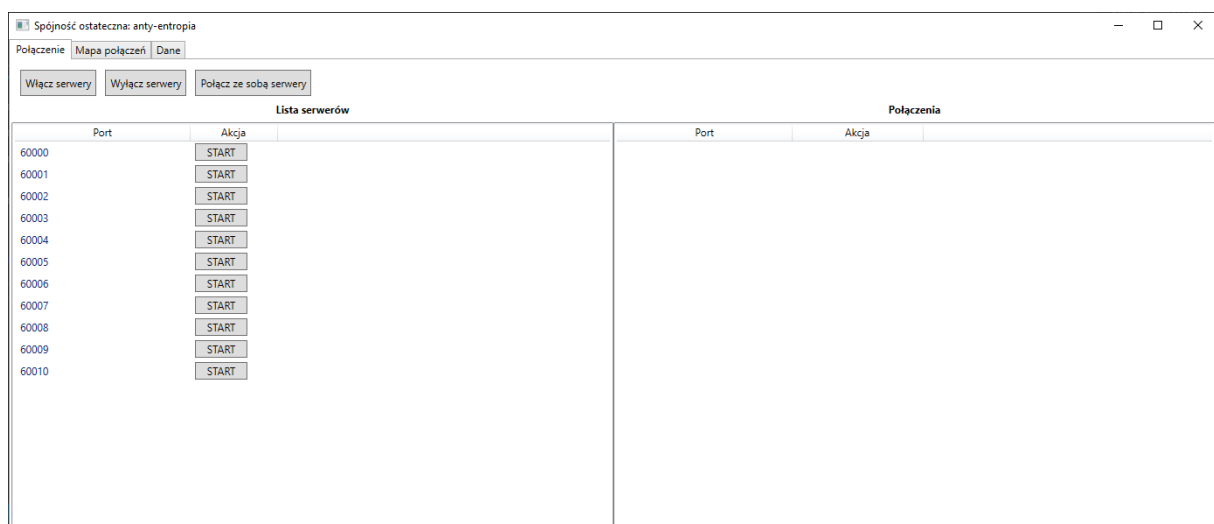 Spójność ostateczna: anty-entropia
Połączenie Mapa połączeń Dane
Włącz serwery Wyłącz serwery Połącz ze sobą serwery
Lista serwerów Połączenia
Port Akcja Port Akcja
60000 START
60001 START
60002 START
60003 START
60004 START
60005 START
60006 START
60007 START
60008 START
60009 START
60010 START